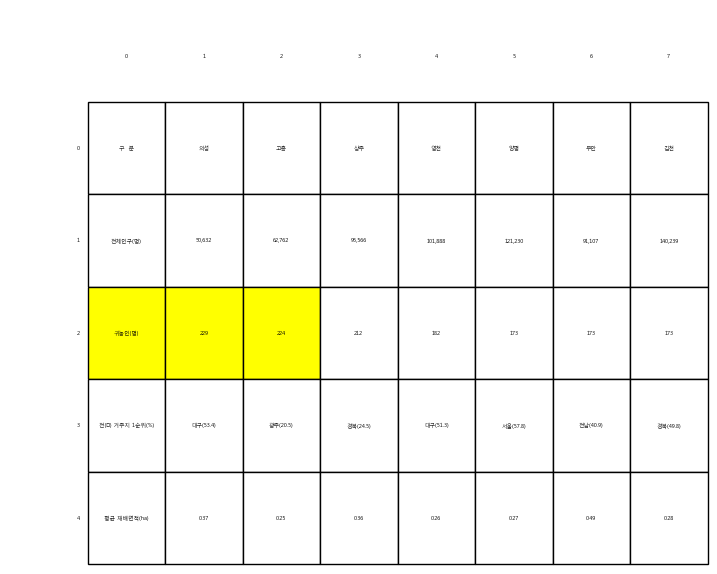 0 1 2 3 4 5 6 7
0 구 분 의성 고흥 상주 영천 양평 무안 김천
1 전체인구(명) 50,632 62,762 95,566 101,888 121,230 91,107 140,239
2 귀농인(명) 229 224 212 182 173 173 173
3 전(前) 거주지 1순위(%) 대구(53.4) 광주(20.5) 경북(24.5) 대구(51.3) 서울(57.8) 전남(40.9) 경북(49.8)
4 평균 재배면적(ha) 0.37 0.25 0.36 0.26 0.27 0.49 0.28